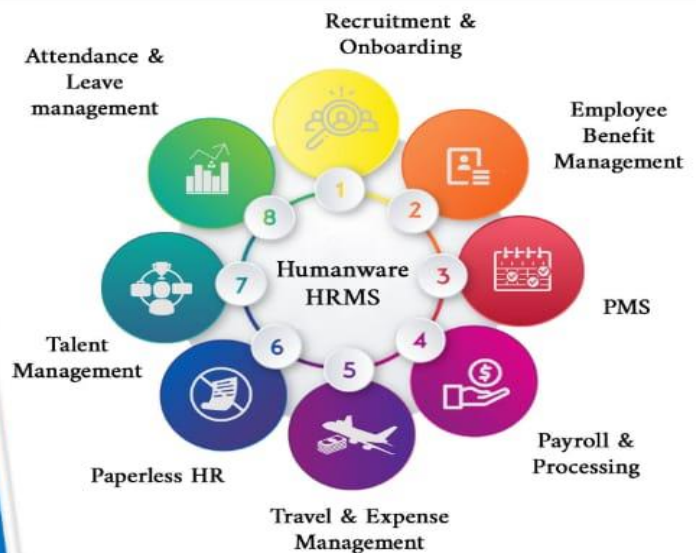 Recruitment &
Onboarding
1
Employee
Benefit
Management
2
PMS
3
Payroll &
Processing
4
Travel & Expense
Management
5
Paperless HR
6
Talent
Management
7
Attendance &
Leave
management
8
Humanware
HRMS
$